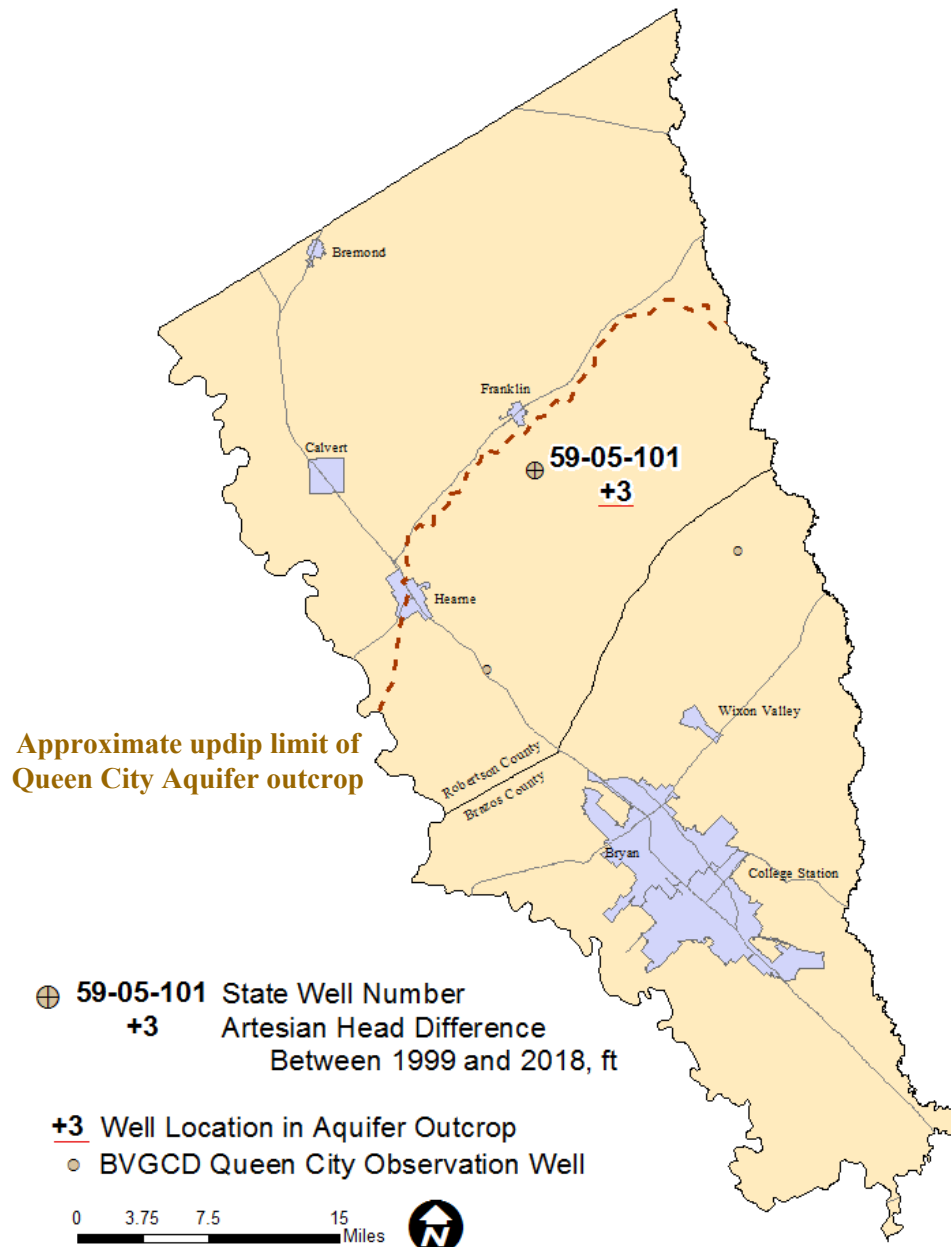 Bremond
Franklin
Calvert
59-05-101
+3
Hearne
Wixon Valley
Approximate updip limit of
Queen City Aquifer outcrop
Robertson County
Brazos County
Bryan
College Station
59-05-101 State Well Number
+3 Artesian Head Difference
Between 1999 and 2018, ft
+3 Well Location in Aquifer Outcrop
BVGCD Queen City Observation Well
0 3.75 7.5 15
Miles
N